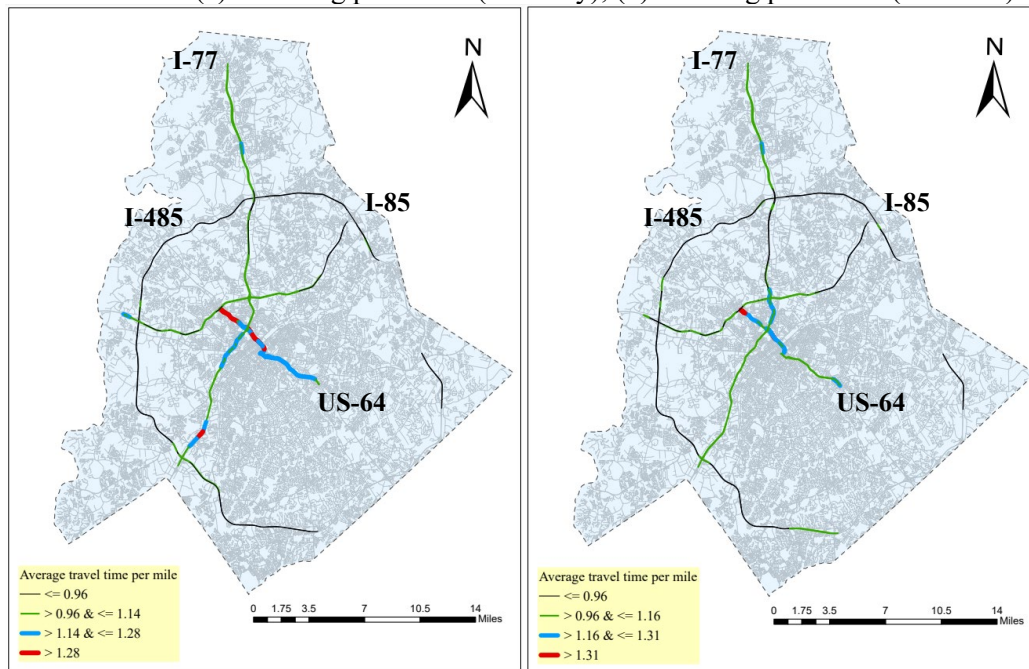 I-77
N
I-485
I-85
US-64
Average travel time per mile
<= 0.96
> 0.96 & <= 1.14
> 1.14 & <= 1.28
> 1.28
0 1.75 3.5 7 10.5 14
Miles
I-77
N
I-485
I-85
US-64
Average travel time per mile
<= 0.96
> 0.96 & <= 1.16
> 1.16 & <= 1.31
> 1.31
0 1.75 3.5 7 10.5 14
Miles